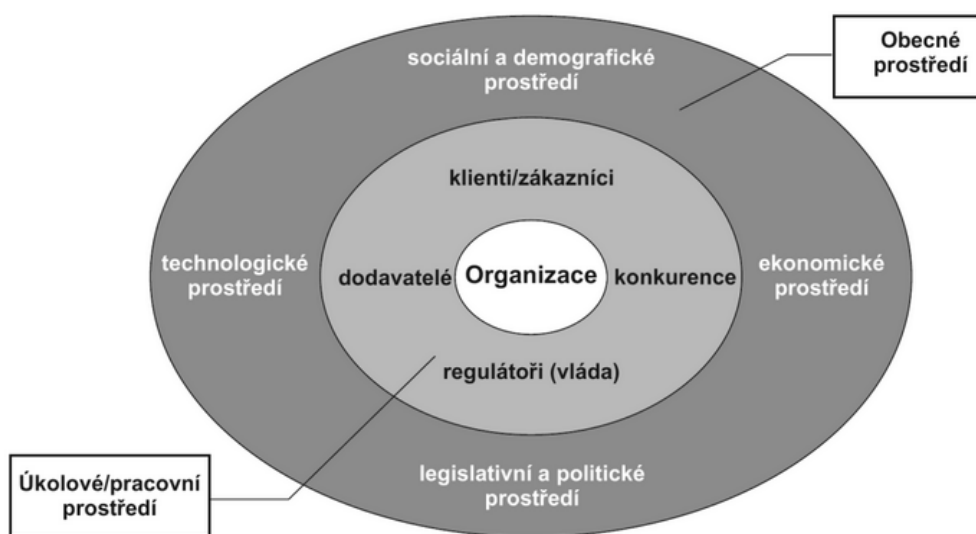 Obecné
prostředí
sociální a demografické
prostředí
klienti/zákazníci
technologické
prostředí
dodavatelé
Organizace
konkurence
ekonomické
prostředí
regulátoři (vláda)
legislativní a politické
prostředí
Úkolové/pracovní
prostředí